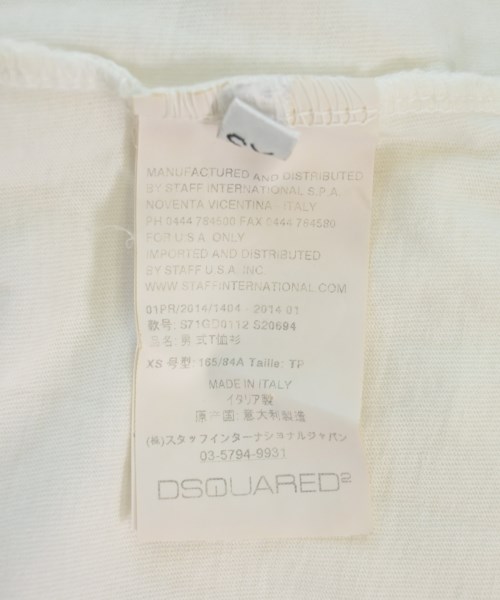 MANUFACTURED AND DISTRIBUTED
BY STAFF INTERNATIONAL S.P.A.
NOVENTA VICENTINA - ITALY
PH 0444 784500 FAX 0444 784580
FOR U.S.A. ONLY
IMPORTED AND DISTRIBUTED
BY STAFF U.S.A. INC.
WWW.STAFFINTERNATIONAL.COM
01PR/2014/1404 - 2014 01
款号: S71GD0112 S20694
品名: 男式T恤衫
XS 号型: 165/84A Taille: TP
MADE IN ITALY
イタリア製
原产国: 意大利製造
(株)スタッフインターナショナルジャパン
03-5794-9931
DSQUARED2